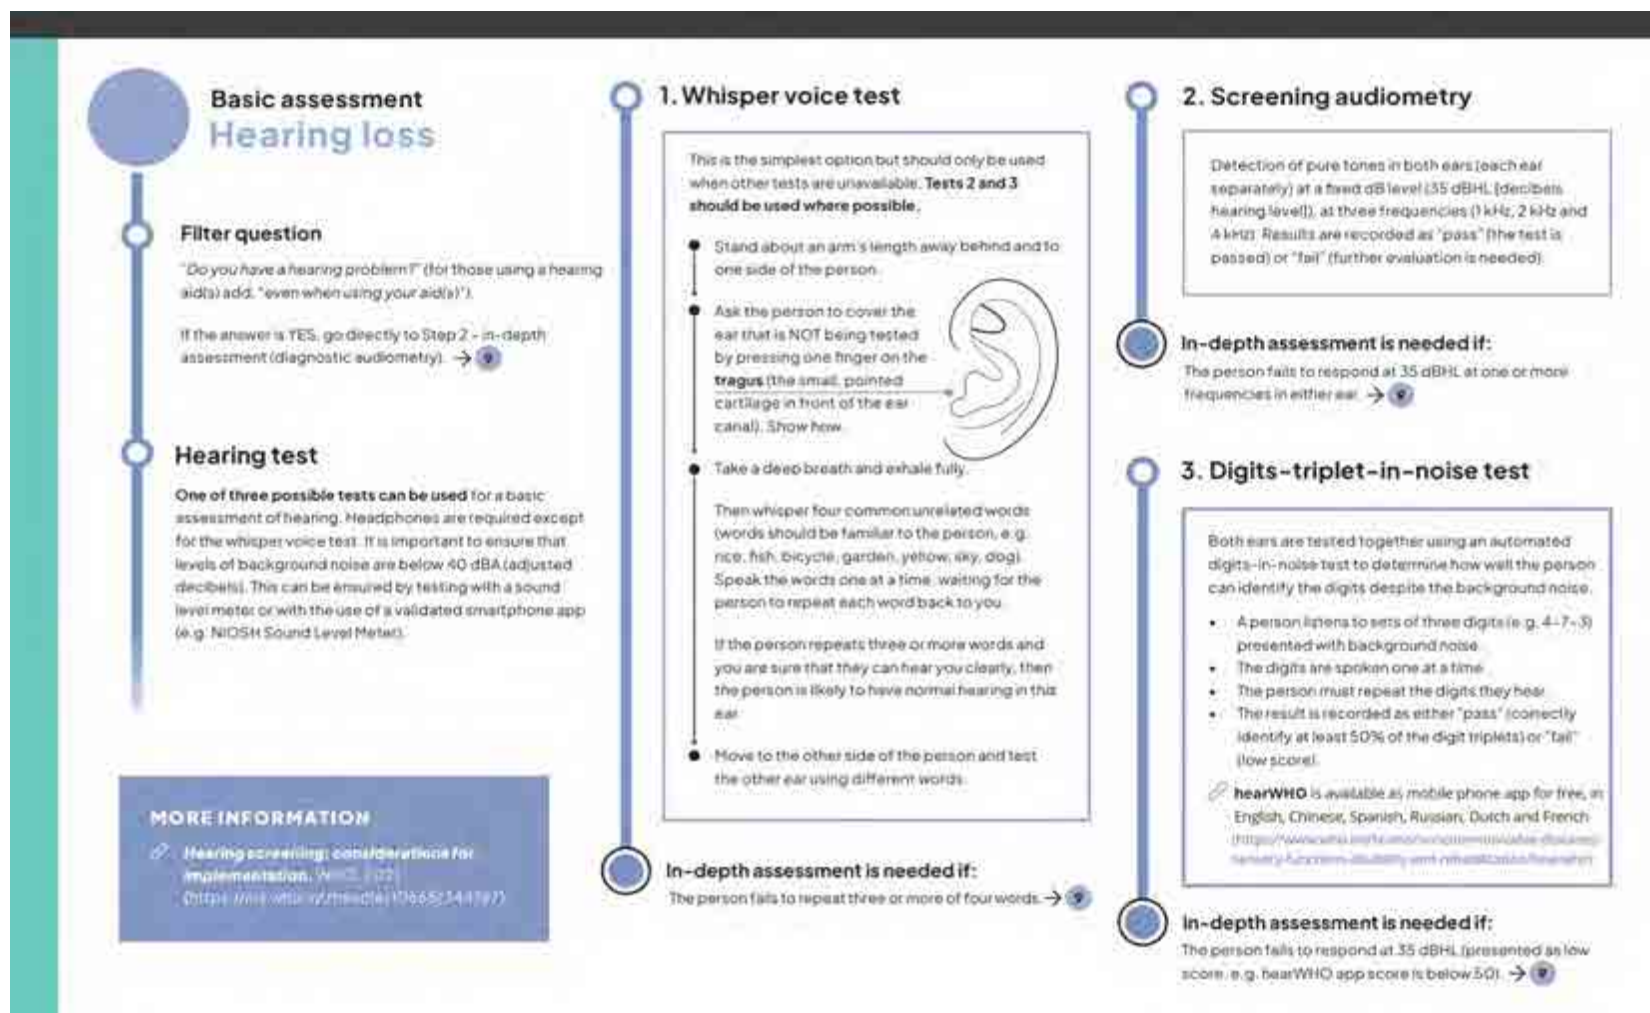 Basic assessment
Hearing loss
Filter question
"Do you have a hearing problem?" (for those using a hearing
aid(s) add, "even when using your aid(s)").
If the answer is YES, go directly to Step 2 - in-depth
assessment (diagnostic audiometry). →
Hearing test
One of three possible tests can be used for a basic
assessment of hearing. Headphones are required except
for the whisper voice test. It is important to ensure that
levels of background noise are below 40 dBA (adjusted
decibels). This can be ensured by testing with a sound
level meter or with the use of a validated smartphone app
(e.g. NIOSH Sound Level Meter).
MORE INFORMATION
Hearing screening: considerations for
implementation. WHO,
1. Whisper voice test
This is the simplest option but should only be used
when other tests are unavailable. Tests 2 and 3
should be used where possible.
Stand about an arm's length away behind and to
one side of the person.
Ask the person to cover the
ear that is NOT being tested
by pressing one finger on the
tragus (the small, pointed
cartilage in front of the ear
canal). Show how.
Take a deep breath and exhale fully.
Then whisper four common unrelated words
(words should be familiar to the person, e.g.
rice, fish, bicycle, garden, yellow, sky, dog).
Speak the words one at a time, waiting for the
person to repeat each word back to you.
If the person repeats three or more words and
you are sure that they can hear you clearly, then
the person is likely to have normal hearing in this
ear.
Move to the other side of the person and test
the other ear using different words.
In-depth assessment is needed if:
The person fails to repeat three or more of four words. →
2. Screening audiometry
Detection of pure tones in both ears (each ear
separately) at a fixed dB level (35 dBHL [decibels
hearing level]), at three frequencies (1 kHz, 2 kHz and
4 kHz). Results are recorded as "pass" (the test is
passed) or "fail" (further evaluation is needed).
In-depth assessment is needed if:
The person fails to respond at 35 dBHL at one or more
frequencies in either ear. →
3. Digits-triplet-in-noise test
Both ears are tested together using an automated
digits-in-noise test to determine how well the person
can identify the digits despite the background noise.
• A person listens to sets of three digits (e.g. 4-7-3)
presented with background noise
• The digits are spoken one at a time
• The person must repeat the digits they hear
• The result is recorded as either "pass" (correctly
identify at least 50% of the digit triplets) or "fail"
(low score).
hearWHO is available as mobile phone app for free, in
English, Chinese, Spanish, Russian, Dutch and French
In-depth assessment is needed if:
The person fails to respond at 35 dBHL (presented as low
score, e.g. hearWHO app score is below 50). →